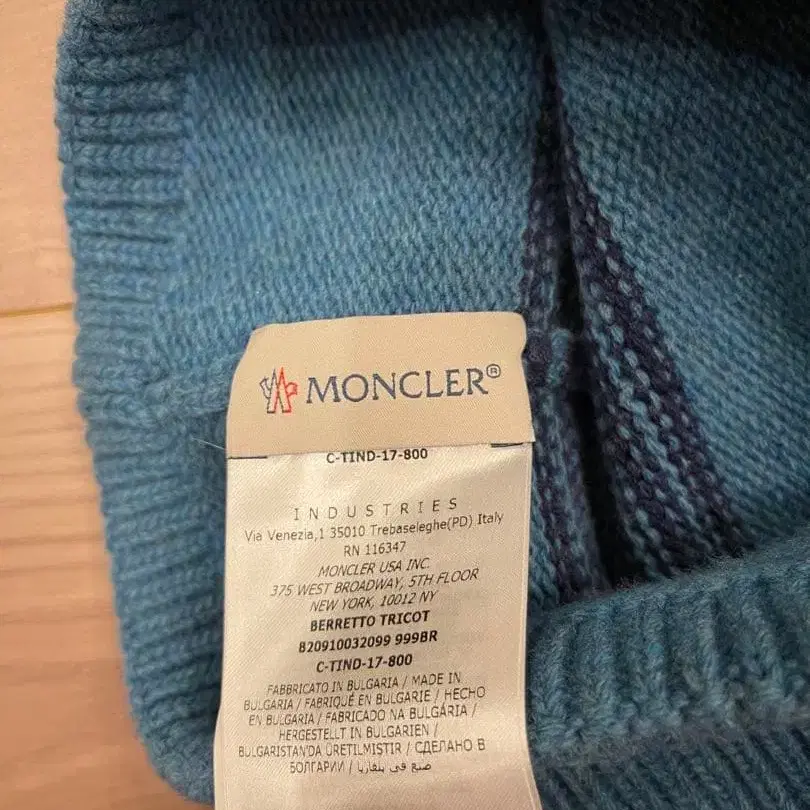 MONCLER®
C-TIND-17-800
INDUSTRIES
Via Venezia,1 35010 Trebaseleghe(PD) Italy
RN 116347
MONCLER USA INC.
375 WEST BROADWAY, 5TH FLOOR
NEW YORK, 10012 NY
BERRETTO TRICOT
B20910032099 999BR
C-TIND-17-800
FABBRICATO IN BULGARIA / MADE IN
BULGARIA / FABRIQUÉ EN BULGARIE / HECHO
EN BULGARIA / FABRICADO NA BULGÁRIA /
HERGESTELLT IN BULGARIEN /
BULGARISTAN'DA ÜRETILMIŞTIR / СДЕЛАНО В
БОЛГАРИИ / صنع في بلغاريا